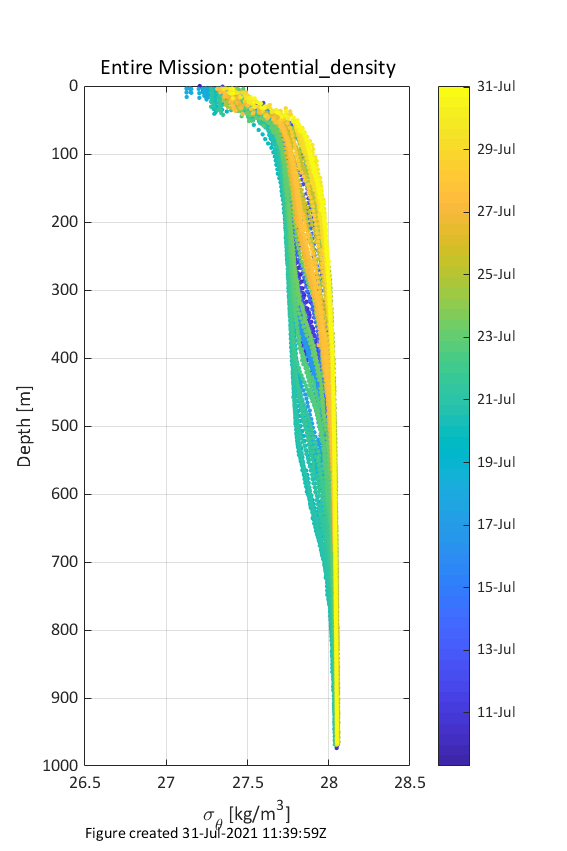 Entire Mission: potential_density
0
100
200
300
400
500
600
700
800
900
1000
Depth [m]
26.5 27 27.5 28 28.5
σθ [kg/m³]
31-Jul
29-Jul
27-Jul
25-Jul
23-Jul
21-Jul
19-Jul
17-Jul
15-Jul
13-Jul
11-Jul
Figure created 31-Jul-2021 11:39:59Z